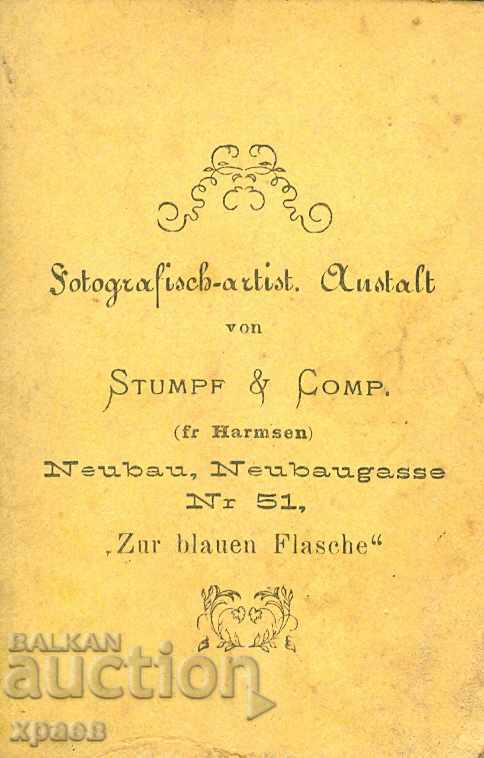 Fotografisch-artist. Anstalt
von
STUMPF & COMP.
(fr Harmsen)
Neubau, Neubaugasse
Nr 51,
„Zur blauen Flasche“
BALKAN
auction
храев